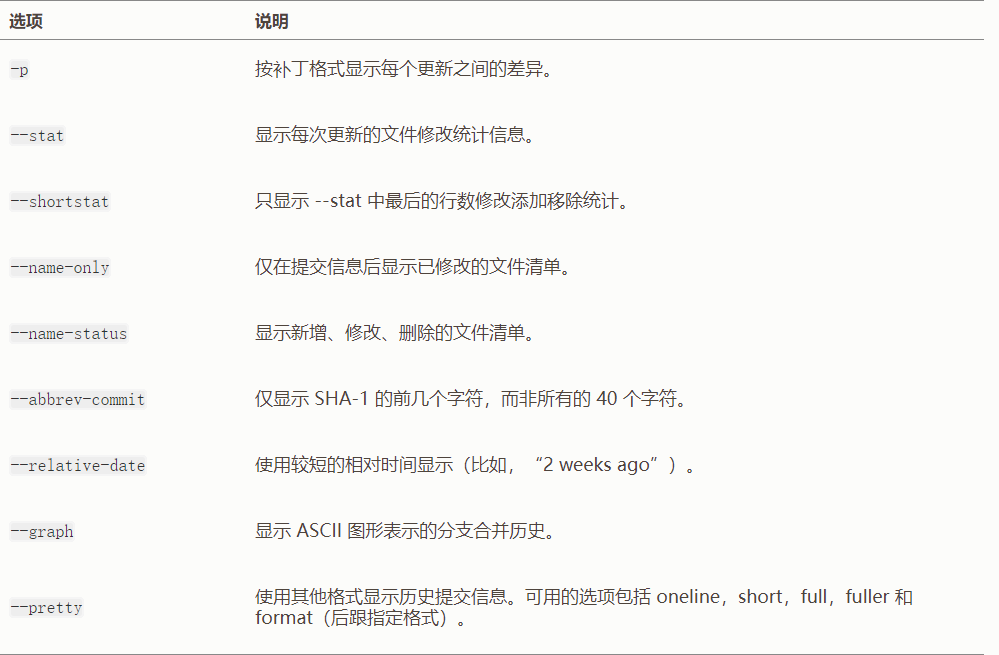 选项 说明
-p 按补丁格式显示每个更新之间的差异。
--stat 显示每次更新的文件修改统计信息。
--shortstat 只显示 --stat 中最后的行数修改添加移除统计。
--name-only 仅在提交信息后显示已修改的文件清单。
--name-status 显示新增、修改、删除的文件清单。
--abbrev-commit 仅显示 SHA-1 的前几个字符，而非所有的 40 个字符。
--relative-date 使用较短的相对时间显示（比如，“2 weeks ago”）。
--graph 显示 ASCII 图形表示的分支合并历史。
--pretty 使用其他格式显示历史提交信息。可用的选项包括 oneline，short，full，fuller 和
format（后跟指定格式）。